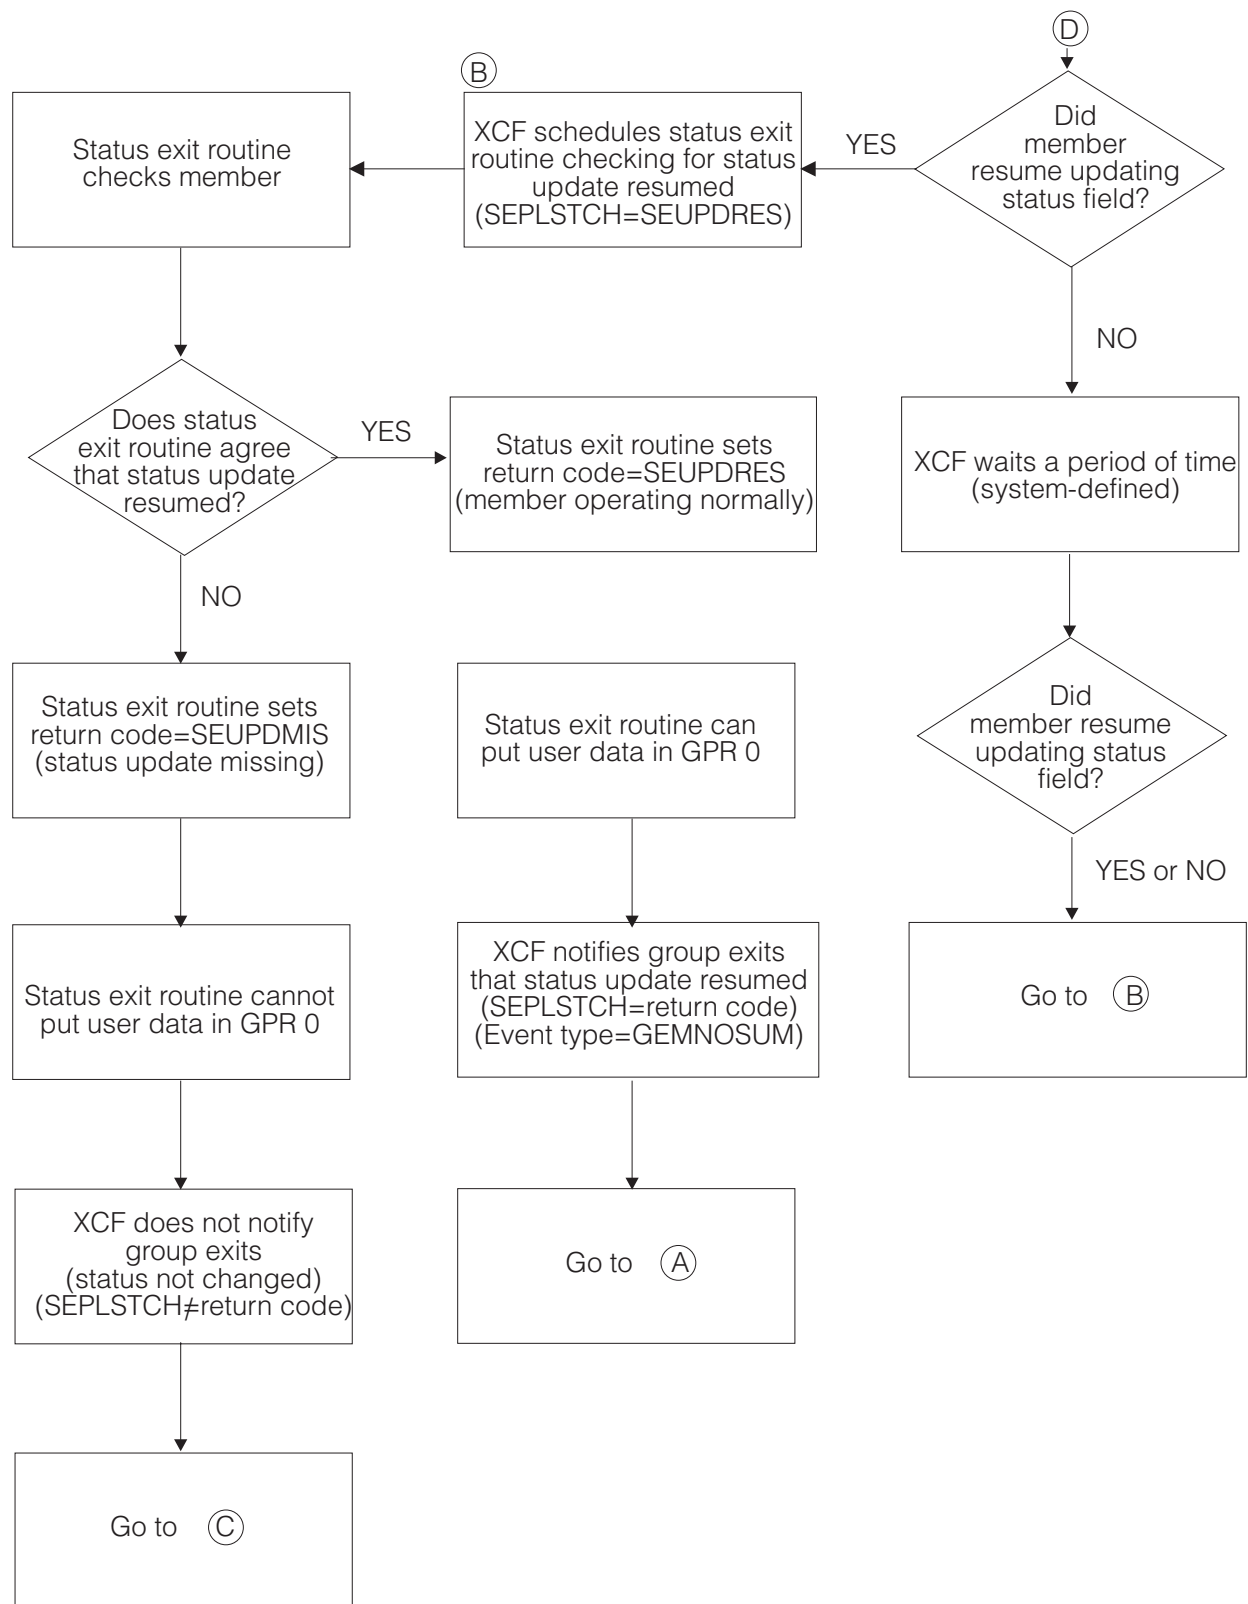 D
B
Did
member
resume updating
status field?
YES
XCF schedules status exit
routine checking for status
update resumed
(SEPLSTCH=SEUPDRES)
Status exit routine
checks member
NO
Does status
exit routine agree
that status update
resumed?
YES
Status exit routine sets
return code=SEUPDRES
(member operating normally)
XCF waits a period of time
(system-defined)
NO
Status exit routine sets
return code=SEUPDMIS
(status update missing)
Status exit routine can
put user data in GPR 0
Did
member resume
updating status
field?
YES or NO
Status exit routine cannot
put user data in GPR 0
XCF notifies group exits
that status update resumed
(SEPLSTCH=return code)
(Event type=GEMNOSUM)
Go to B
XCF does not notify
group exits
(status not changed)
(SEPLSTCH≠return code)
Go to A
Go to C